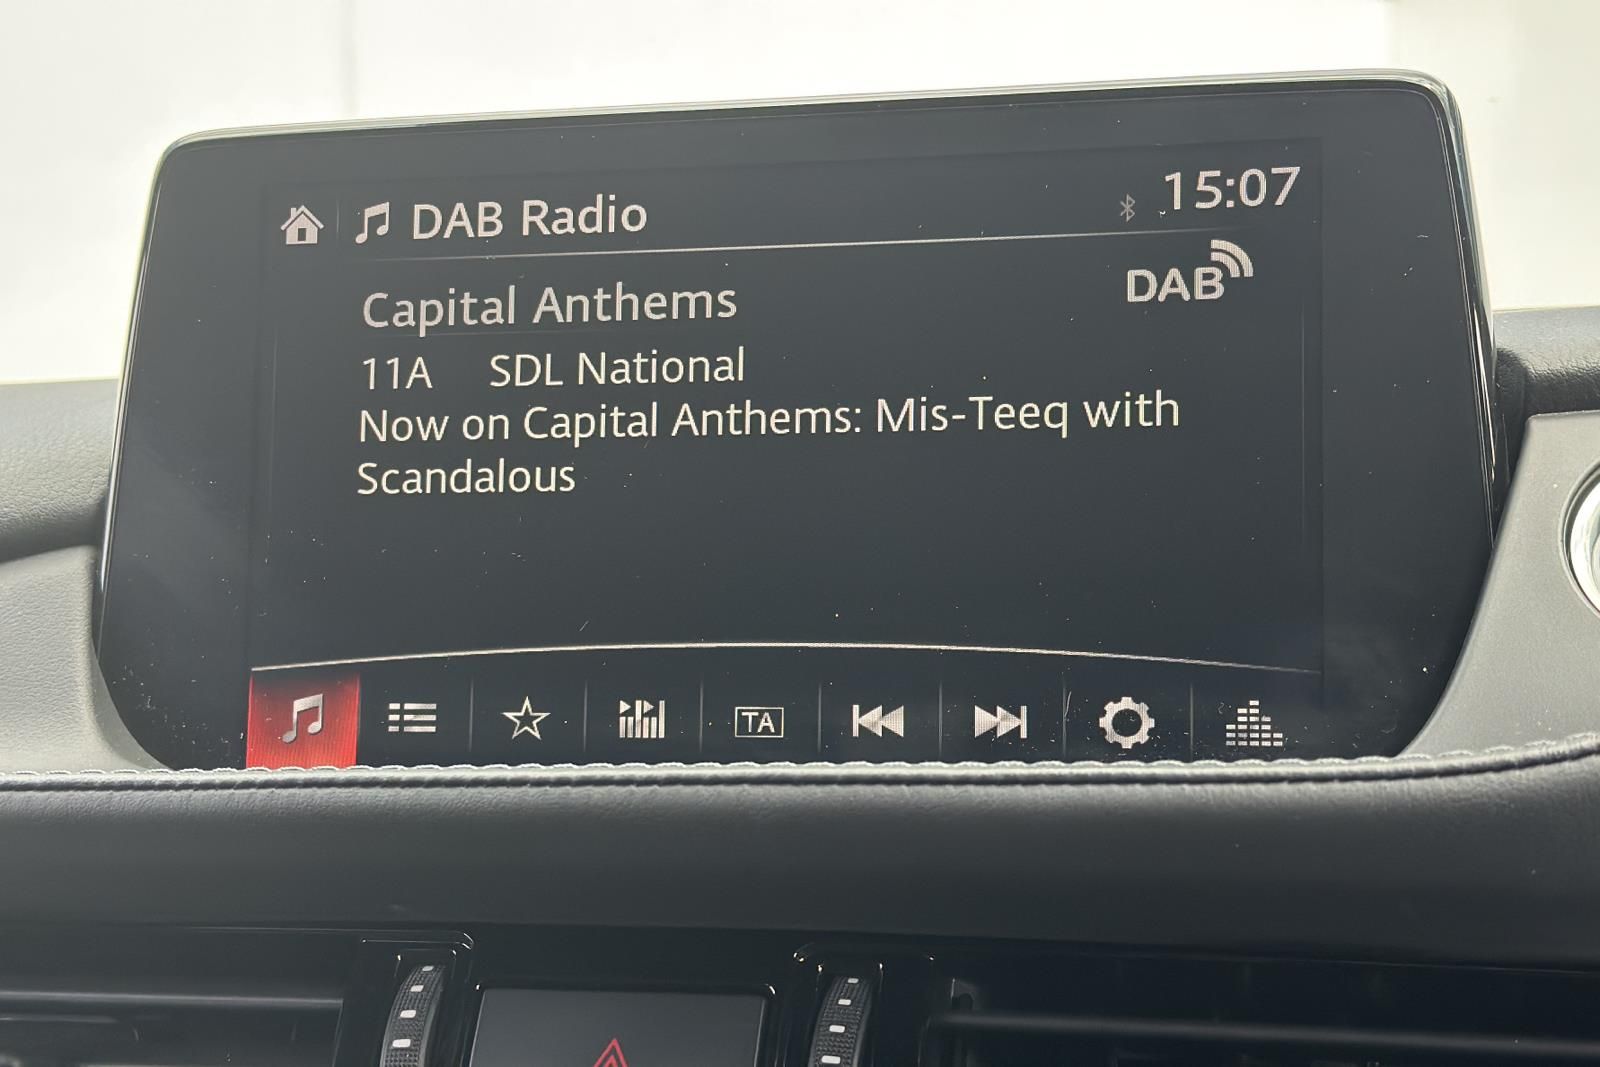 DAB Radio
15:07
DAB
Capital Anthems
11A SDL National
Now on Capital Anthems: Mis-Teeq with
Scandalous
TA